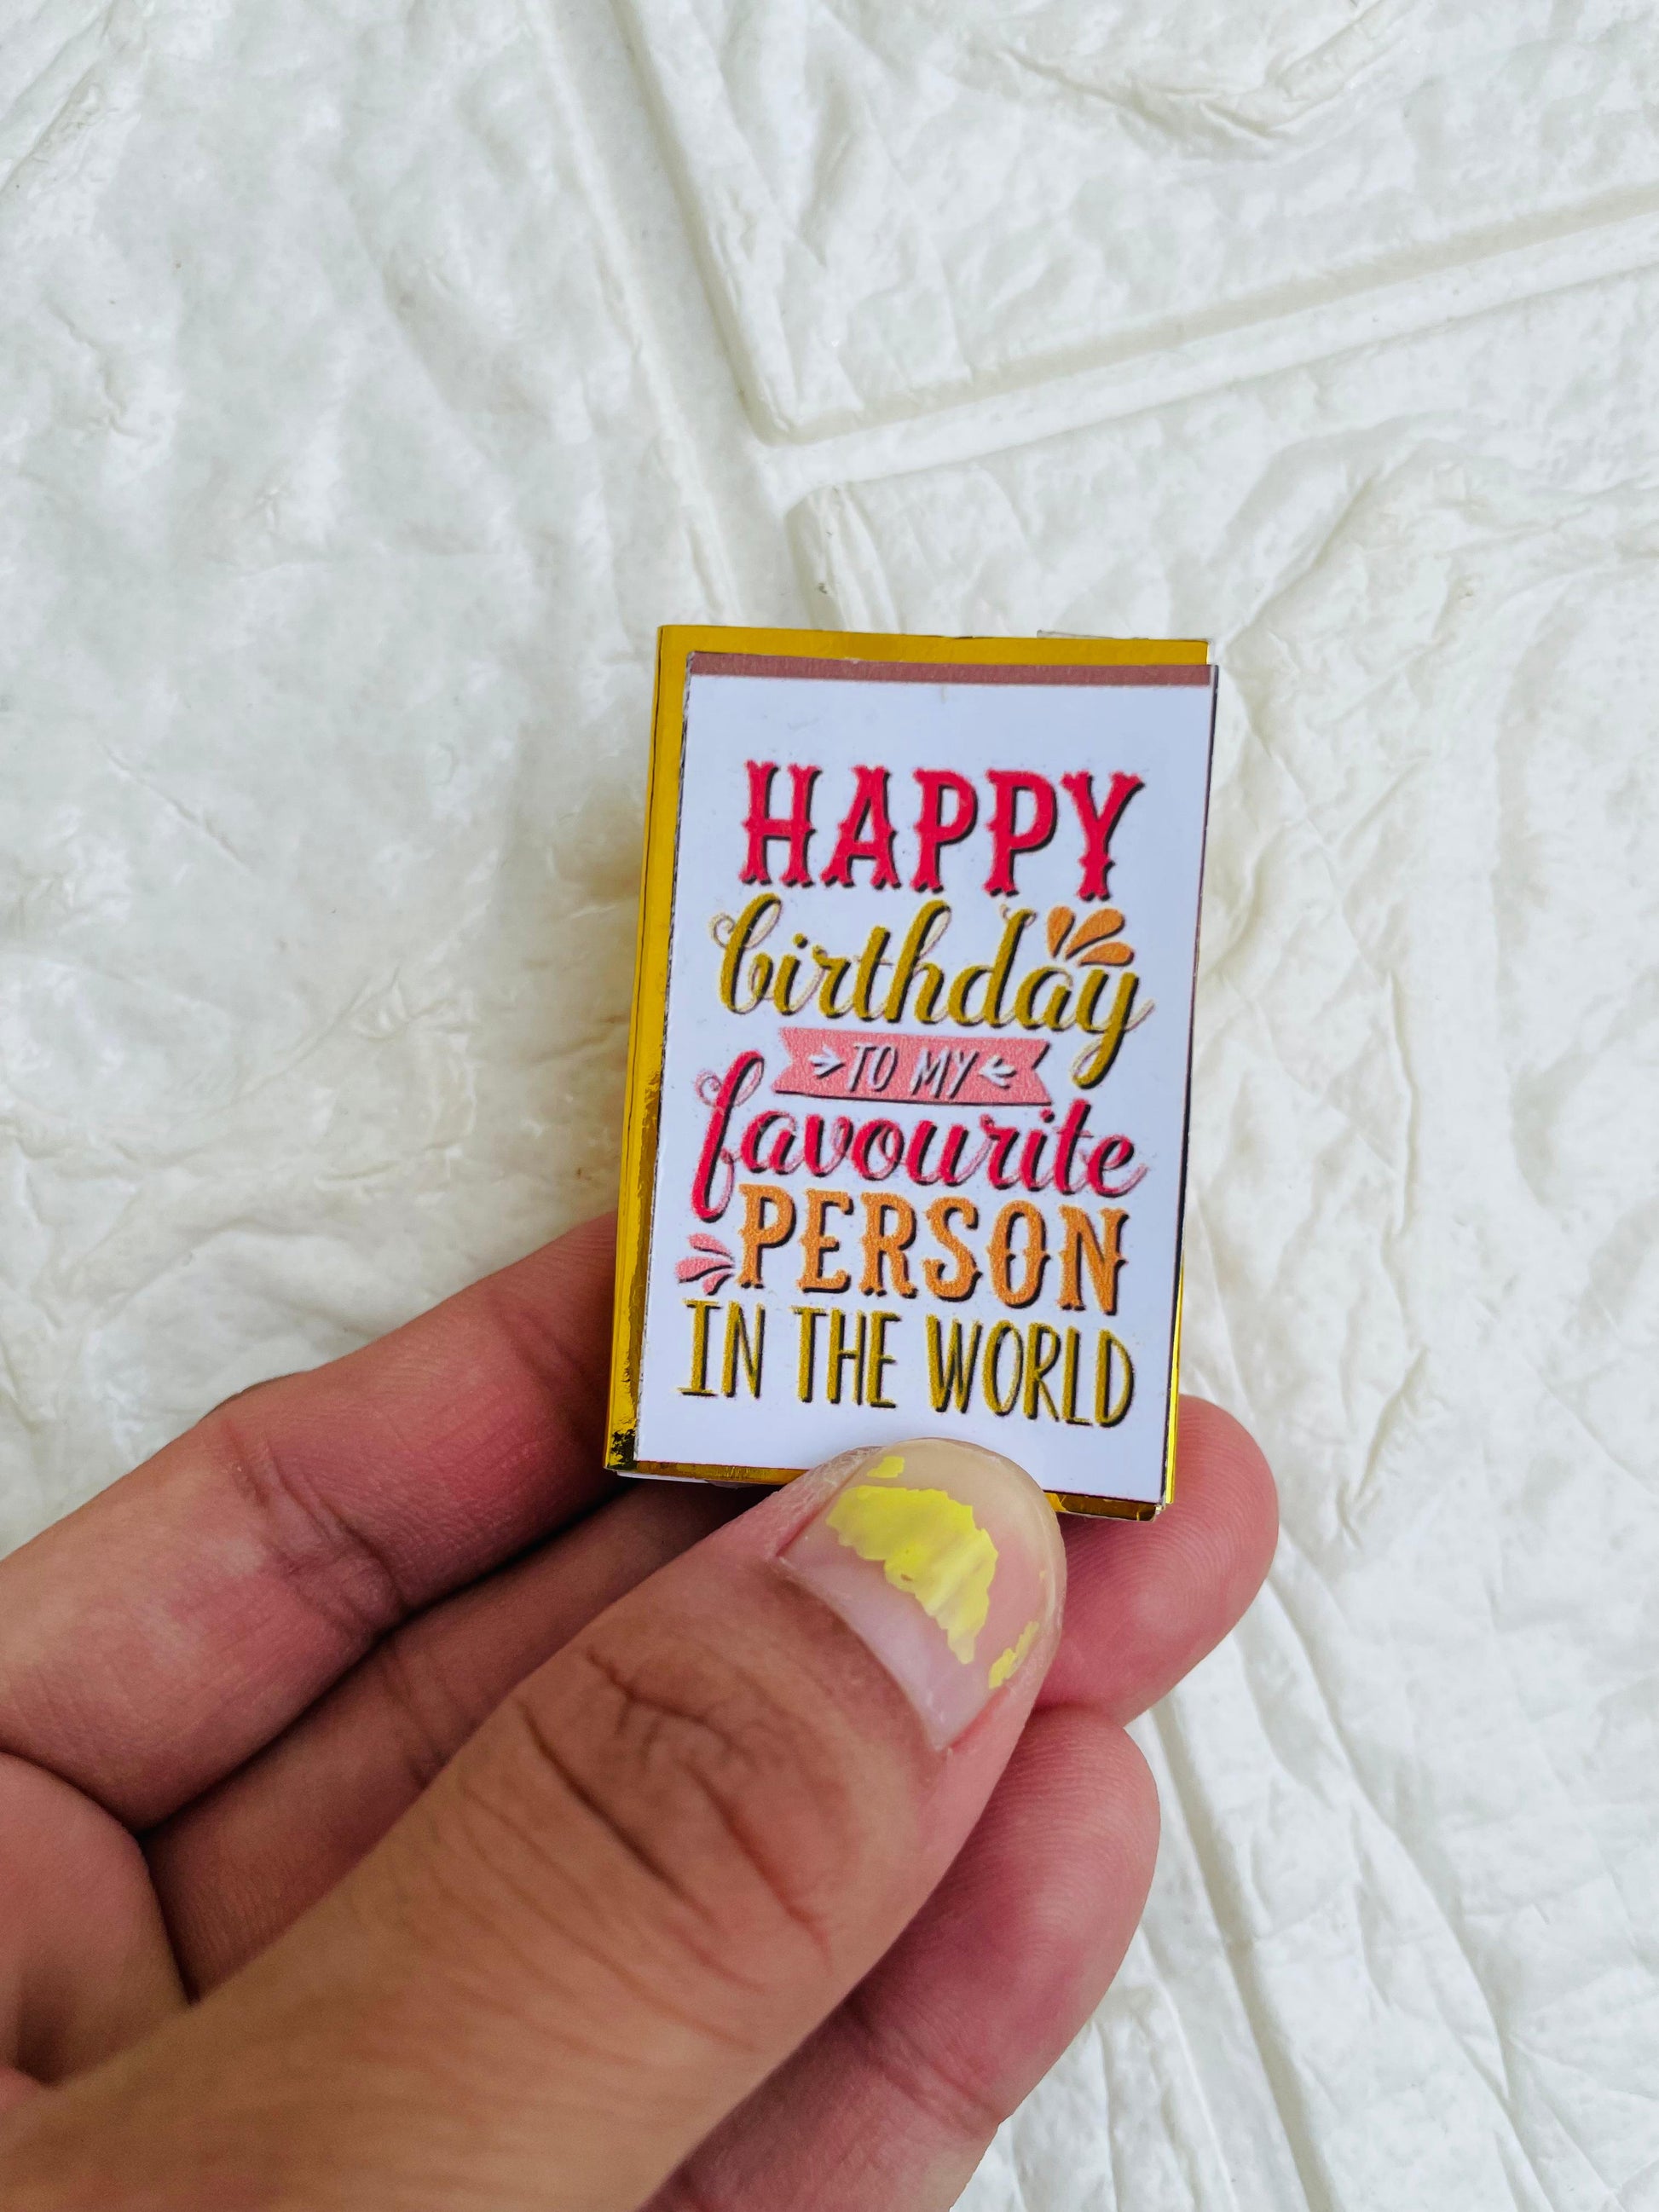 HAPPY
birthday
TO MY
favourite
PERSON
IN THE WORLD